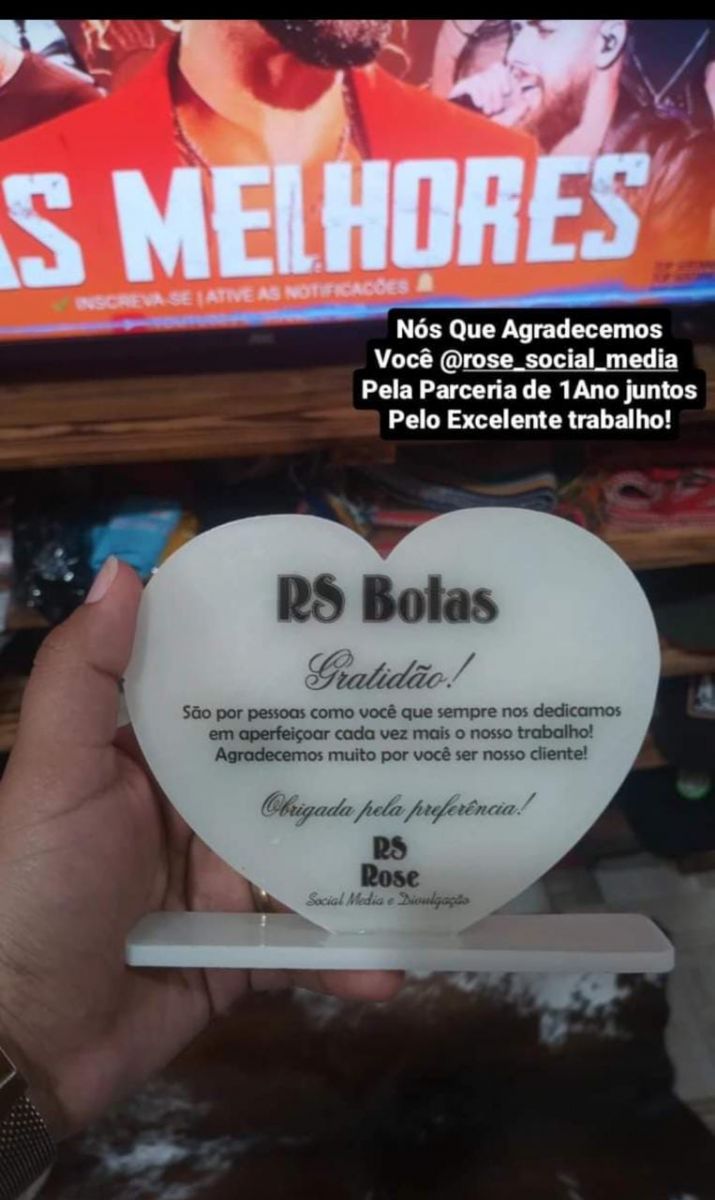 AS MELHORES
INSCREVA-SE | ATIVE AS NOTIFICAÇÕES
Nós Que Agradecemos
Você @rose_social_media
Pela Parceria de 1Ano juntos
Pelo Excelente trabalho!
RS Botas
Gratidão!
São por pessoas como você que sempre nos dedicamos
em aperfeiçoar cada vez mais o nosso trabalho!
Agradecemos muito por você ser nosso cliente!
Obrigada pela preferência!
RS
Rose
Social Media e Divulgação